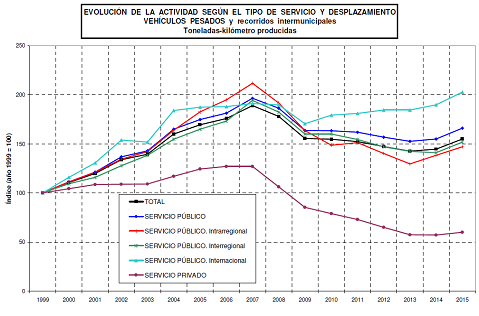 EVOLUCIÓN DE LA ACTIVIDAD SEGÚN EL TIPO DE SERVICIO Y DESPLAZAMIENTO
VEHÍCULOS PESADOS y recorridos intermunicipales
Toneladas-kilómetro producidas
Índice (año 1999 = 100)
250
200
150
100
50
0
TOTAL
SERVICIO PÚBLICO
SERVICIO PÚBLICO. Intrarregional
SERVICIO PÚBLICO. Interregional
SERVICIO PÚBLICO. Internacional
SERVICIO PRIVADO
1999 2000 2001 2002 2003 2004 2005 2006 2007 2008 2009 2010 2011 2012 2013 2014 2015